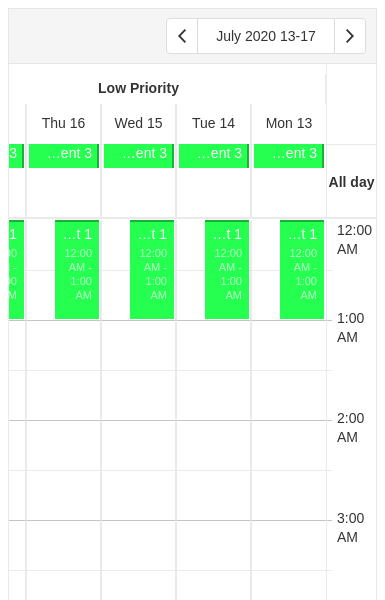 July 2020 13-17
Low Priority
Thu 16 Wed 15 Tue 14 Mon 13
3 ...ent 3 ...ent 3 ...ent 3 ...ent 3
All day
1 ...t 1 ...t 1 ...t 1 ...t 1
12:00 12:00 12:00 12:00
AM - AM - AM - AM -
1:00 1:00 1:00 1:00
AM AM AM AM
12:00
AM
1:00
AM
2:00
AM
3:00
AM